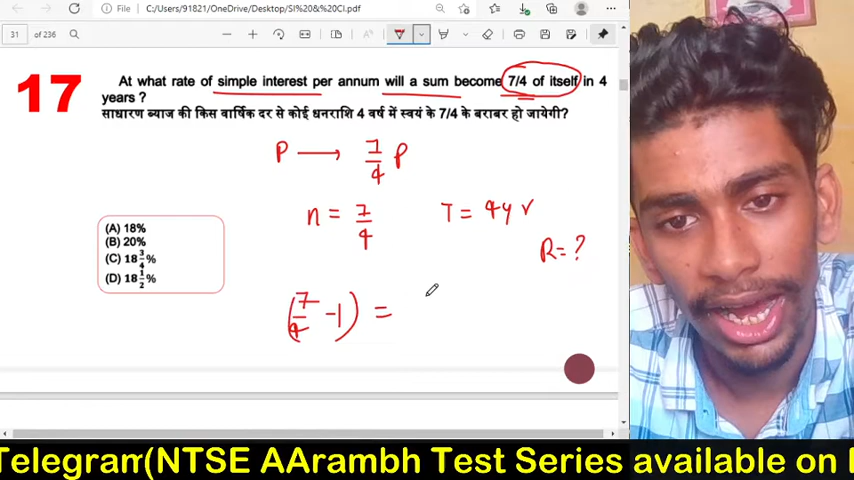 File
C:/Users/91821/OneDrive/Desktop/SI%20&%20CI.pdf
31 of 236
17
At what rate of simple interest per annum will a sum become 7/4 of itself in 4
years ?
साधारण ब्याज की किस वार्षिक दर से कोई धनराशि 4 वर्ष में स्वयं के 7/4 के बराबर हो जायेगी?
P → 7/4 P
n = 7/4 T = 4yr
R = ?
(A) 18%
(B) 20%
(C) 18 3/4 %
(D) 18 1/2 %
(7/4 -1) =
Telegram(NTSE AArambh Test Series available on